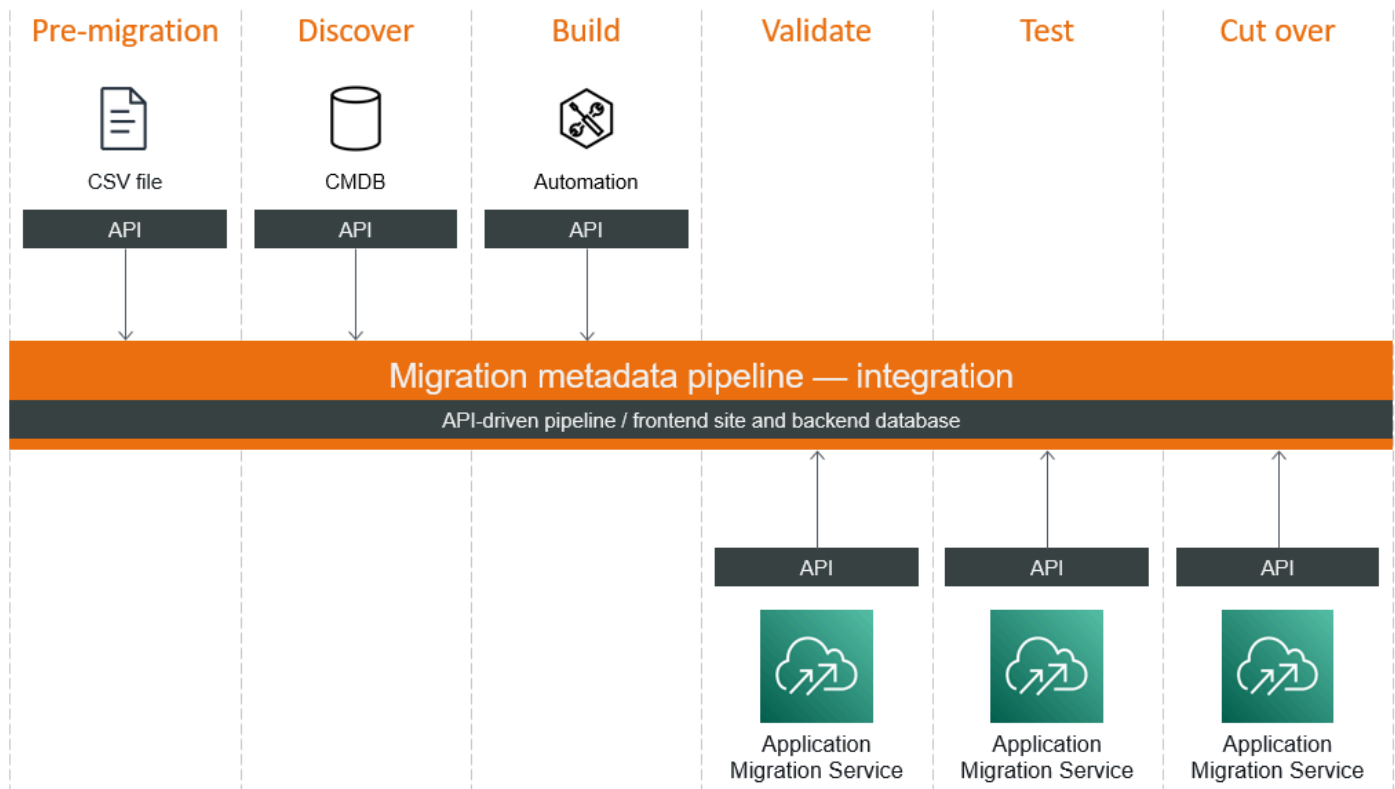 Pre-migration
Discover
Build
Validate
Test
Cut over
CSV file
CMDB
Automation
API
API
API
Migration metadata pipeline — integration
API-driven pipeline / frontend site and backend database
API
API
API
Application
Migration Service
Application
Migration Service
Application
Migration Service